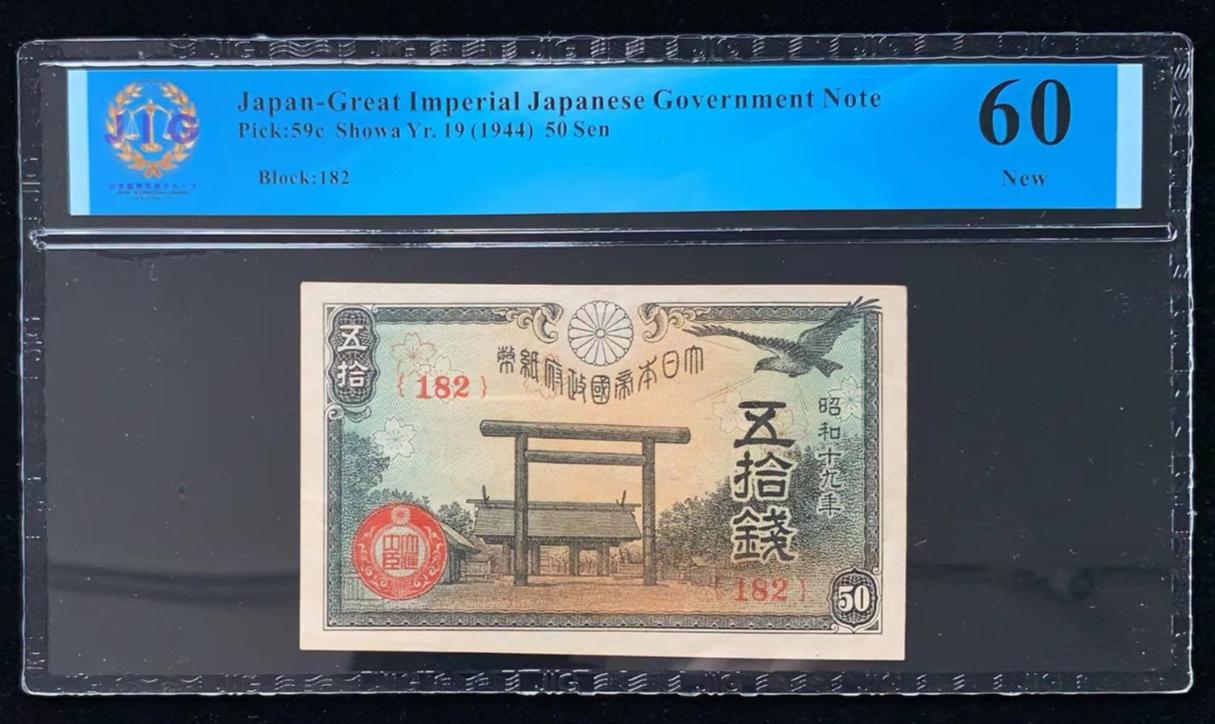 Japan-Great Imperial Japanese Government Note
Pick:59c Showa Yr. 19 (1944) 50 Sen
Block:182
60
New
JIG
五拾
幣紙府政國帝本日大
{ 182 }
昭和十九年
五拾錢
{ 182 }
50